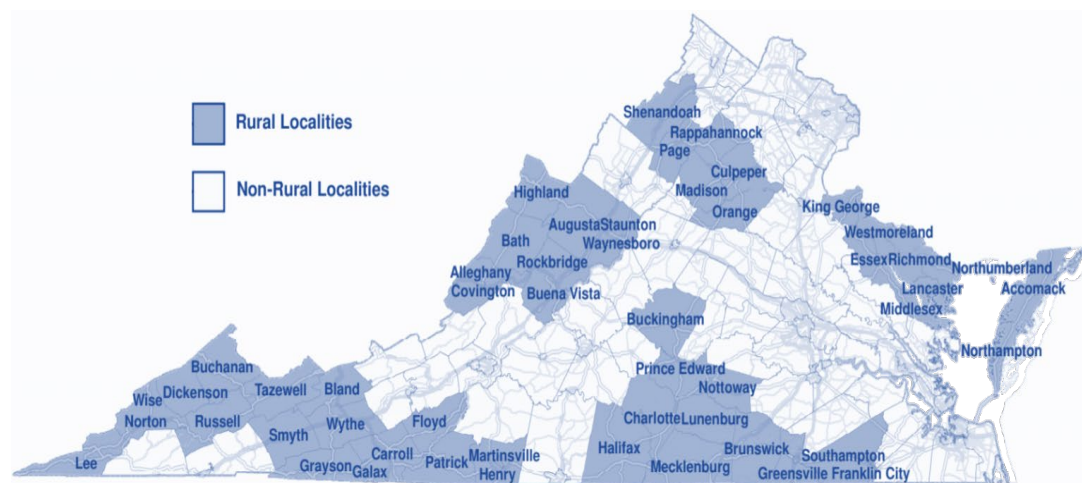 Rural Localities
Non-Rural Localities
Shenandoah
Rappahannock
Page
Culpeper
Madison
Orange
Highland
AugustaStaunton
Waynesboro
Bath
Rockbridge
Alleghany
Covington
Buena Vista
King George
Westmoreland
EssexRichmond
Northumberland
Lancaster
Accomack
Middlesex
Northampton
Buckingham
Prince Edward
Nottoway
CharlotteLunenburg
Halifax
Brunswick
Mecklenburg
Southampton
Greensville Franklin City
Buchanan
Dickenson
Tazewell
Bland
Wise
Norton
Russell
Smyth
Wythe
Floyd
Lee
Grayson
Galax
Carroll
Patrick
Martinsville
Henry